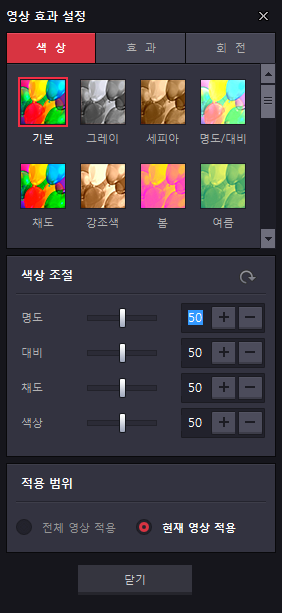 영상 효과 설정
색 상 효 과 회 전
기본 그레이 세피아 명도/대비
채도 강조색 봄 여름
색상 조절
명도 50
대비 50
채도 50
색상 50
적용 범위
전체 영상 적용 현재 영상 적용
닫기